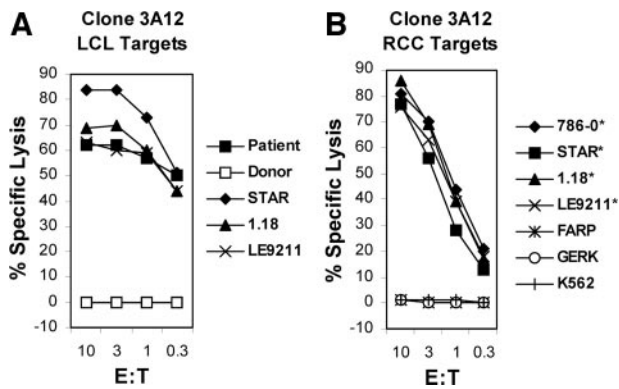 A
Clone 3A12
LCL Targets
% Specific Lysis
90
80
70
60
50
40
30
20
10
0
-10
10 3 1 0.3
E:T
Patient
Donor
STAR
1.18
LE9211
B
Clone 3A12
RCC Targets
% Specific Lysis
90
80
70
60
50
40
30
20
10
0
-10
10 3 1 0.3
E:T
786-0*
STAR*
1.18*
LE9211*
FARP
GERK
K562